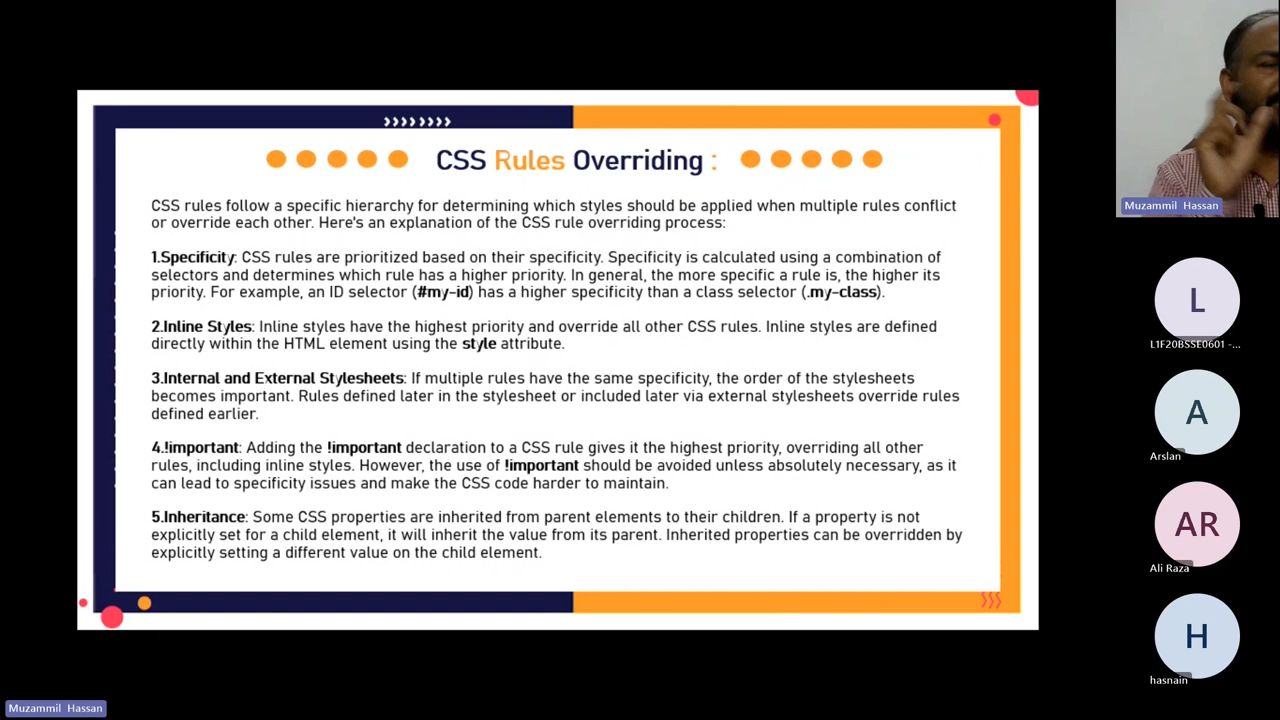 CSS Rules Overriding :
CSS rules follow a specific hierarchy for determining which styles should be applied when multiple rules conflict
or override each other. Here's an explanation of the CSS rule overriding process:
1.Specificity: CSS rules are prioritized based on their specificity. Specificity is calculated using a combination of
selectors and determines which rule has a higher priority. In general, the more specific a rule is, the higher its
priority. For example, an ID selector (#my-id) has a higher specificity than a class selector (.my-class).
2.Inline Styles: Inline styles have the highest priority and override all other CSS rules. Inline styles are defined
directly within the HTML element using the style attribute.
3.Internal and External Stylesheets: If multiple rules have the same specificity, the order of the stylesheets
becomes important. Rules defined later in the stylesheet or included later via external stylesheets override rules
defined earlier.
4.!important: Adding the !important declaration to a CSS rule gives it the highest priority, overriding all other
rules, including inline styles. However, the use of !important should be avoided unless absolutely necessary, as it
can lead to specificity issues and make the CSS code harder to maintain.
5.Inheritance: Some CSS properties are inherited from parent elements to their children. If a property is not
explicitly set for a child element, it will inherit the value from its parent. Inherited properties can be overridden by
explicitly setting a different value on the child element.
Muzammil Hassan
L
L1F20BSSE0601 -...
A
Arslan
AR
Ali Raza
H
hasnain
Muzammil Hassan